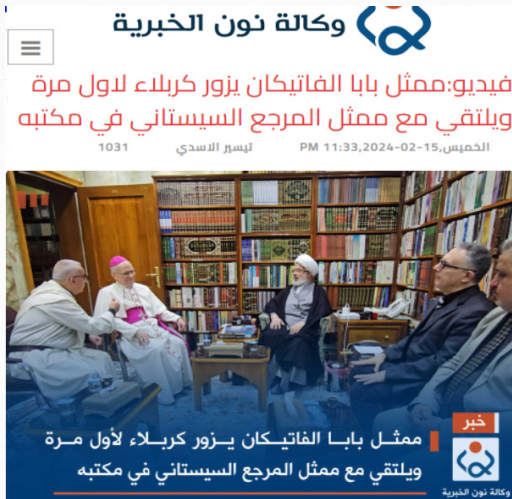 وكالة نون الخبرية
فيديو:ممثل بابا الفاتيكان يزور كربلاء لاول مرة
ويلتقي مع ممثل المرجع السيستاني في مكتبه
الخميس,15-02-2024,11:33 PM تيسير الاسدي 1031
خبر
ممثل بابا الفاتيكان يزور كربلاء لأول مرة
ويلتقي مع ممثل المرجع السيستاني في مكتبه
وكالة نون الخبرية